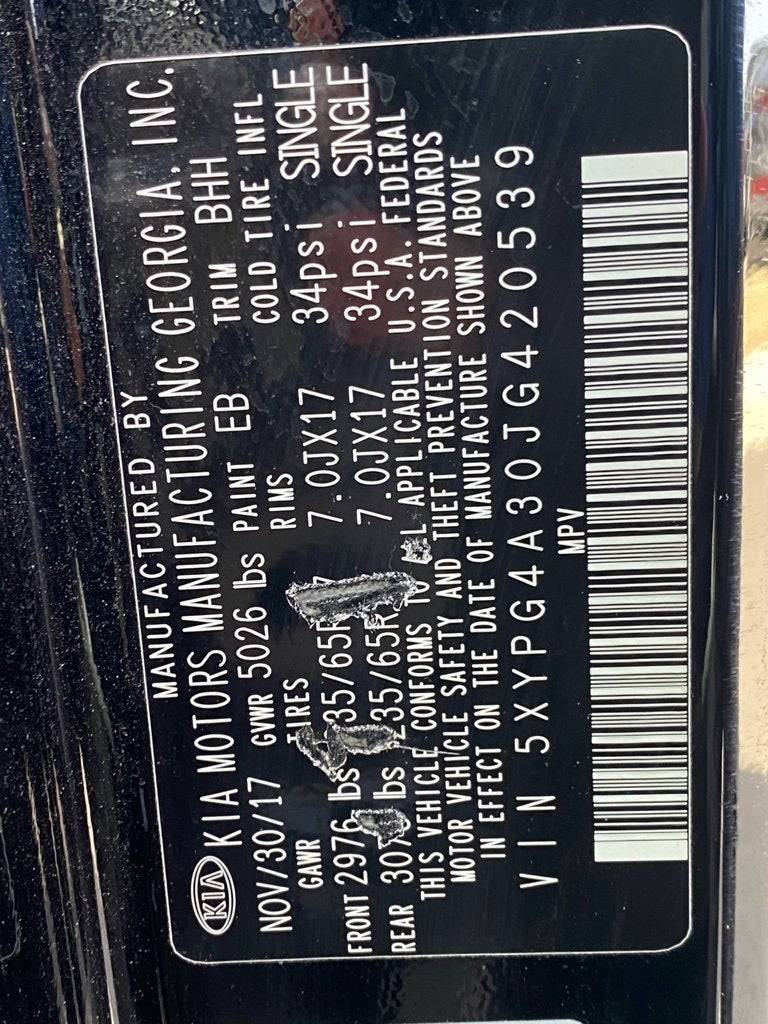 MANUFACTURED BY
KIA KIA MOTORS MANUFACTURING GEORGIA, INC.
NOV/30/17 GVWR 5026 lbs PAINT EB TRIM BHH
GAWR TIRES RIMS COLD TIRE INFL
FRONT 2976 lbs 7.0JX17 34psi SINGLE
REAR lbs 7.0JX17 34psi SINGLE
THIS VEHICLE CONFORMS TO APPLICABLE U.S.A. FEDERAL
MOTOR VEHICLE SAFETY AND THEFT PREVENTION STANDARDS
IN EFFECT ON THE DATE OF MANUFACTURE SHOWN ABOVE
VIN 5XYPG4A30JG420539
MPV